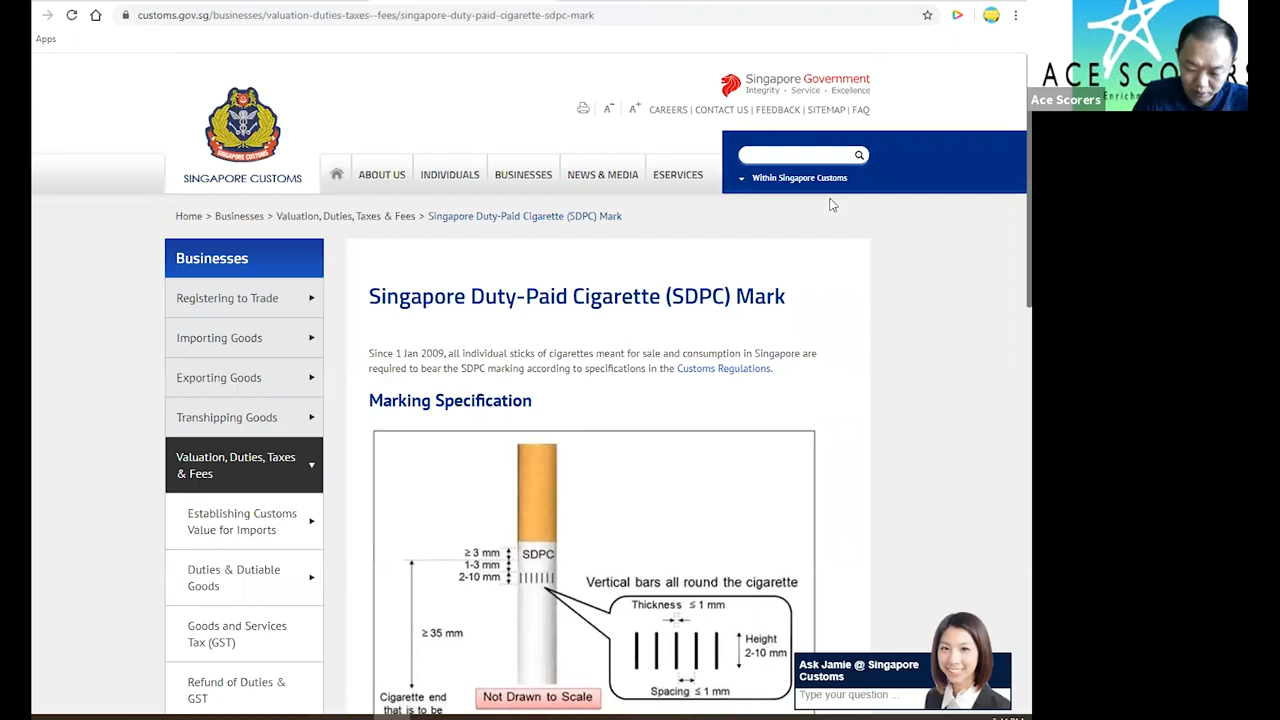 customs.gov.sg/businesses/valuation-duties-taxes--fees/singapore-duty-paid-cigarette-sdpc-mark
Apps
ACE SCORERS
Enrichm
Ace Scorers
Singapore Government
Integrity · Service · Excellence
A- A+ CAREERS | CONTACT US | FEEDBACK | SITEMAP | FAQ
SINGAPORE CUSTOMS
SINGAPORE CUSTOMS
ABOUT US INDIVIDUALS BUSINESSES NEWS & MEDIA ESERVICES
Within Singapore Customs
Home > Businesses > Valuation, Duties, Taxes & Fees > Singapore Duty-Paid Cigarette (SDPC) Mark
Businesses
Registering to Trade
Importing Goods
Exporting Goods
Transhipping Goods
Valuation, Duties, Taxes
& Fees
Establishing Customs
Value for Imports
Duties & Dutiable
Goods
Goods and Services
Tax (GST)
Refund of Duties &
GST
Singapore Duty-Paid Cigarette (SDPC) Mark
Since 1 Jan 2009, all individual sticks of cigarettes meant for sale and consumption in Singapore are
required to bear the SDPC marking according to specifications in the Customs Regulations.
Marking Specification
≥ 3 mm
SDPC
1-3 mm
2-10 mm
Vertical bars all round the cigarette
Thickness ≤ 1 mm
≥ 35 mm
Height
2-10 mm
Spacing ≤ 1 mm
Cigarette end
that is to be
Not Drawn to Scale
Ask Jamie @ Singapore
Customs
Type your question ...